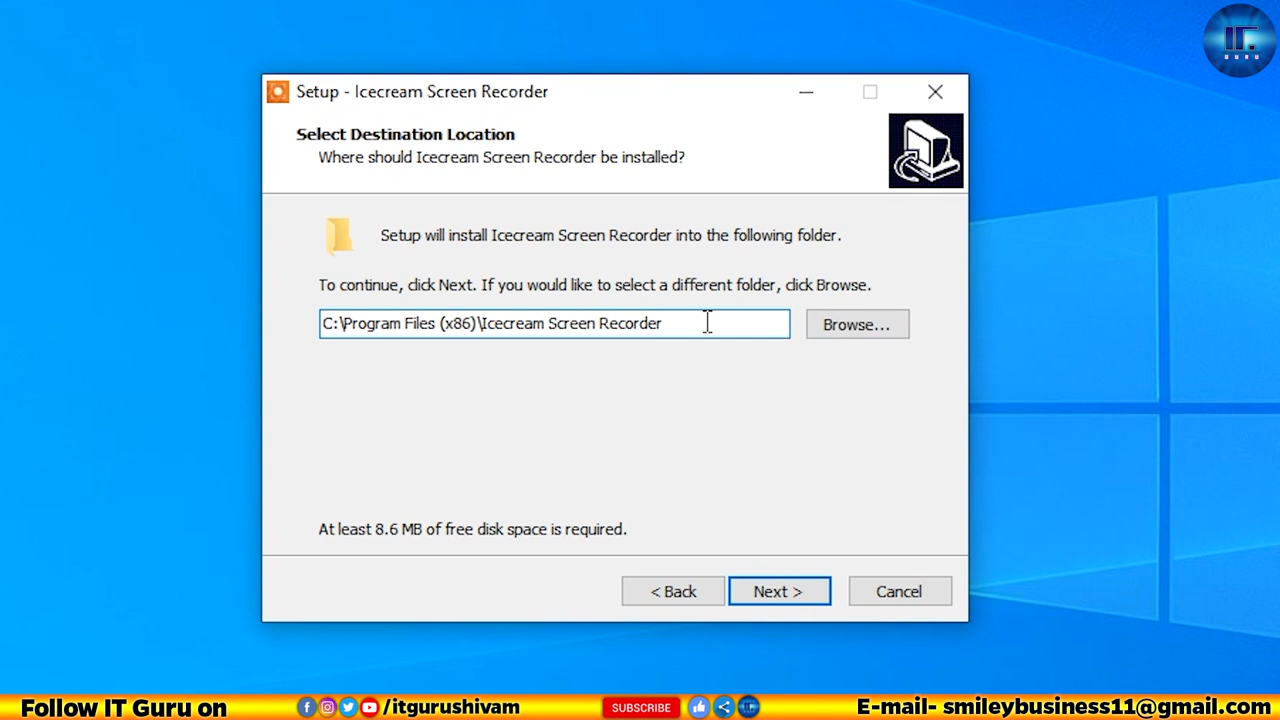 IT.
GURU
Setup - Icecream Screen Recorder
Select Destination Location
Where should Icecream Screen Recorder be installed?
Setup will install Icecream Screen Recorder into the following folder.
To continue, click Next. If you would like to select a different folder, click Browse.
C:\Program Files (x86)\Icecream Screen Recorder
Browse...
At least 8.6 MB of free disk space is required.
< Back
Next >
Cancel
Follow IT Guru on
/itgurushivam
SUBSCRIBE
E-mail- smileybusiness11@gmail.com